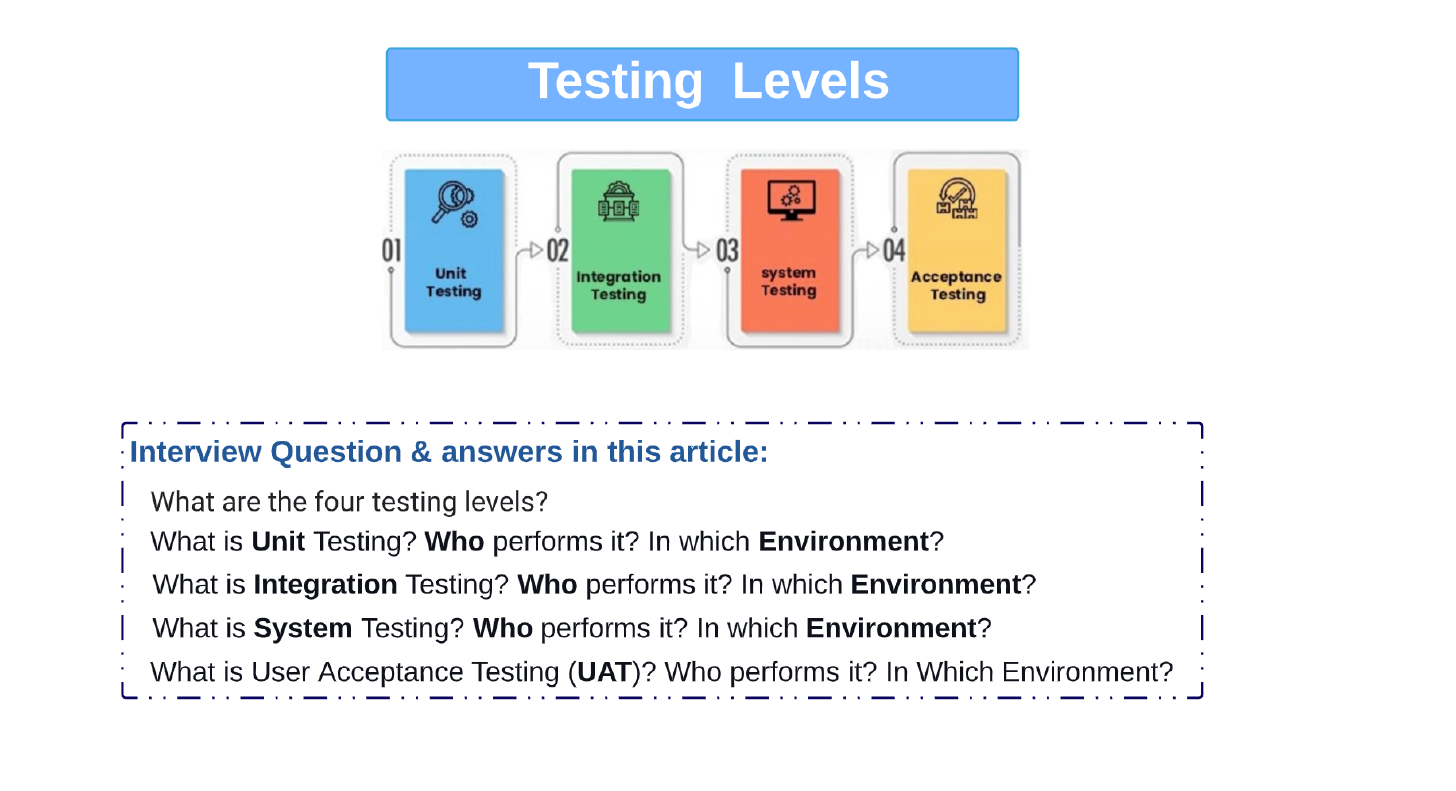 Testing Levels
01
Unit
Testing
02
Integration
Testing
03
system
Testing
04
Acceptance
Testing
Interview Question & answers in this article:
What are the four testing levels?
What is Unit Testing? Who performs it? In which Environment?
What is Integration Testing? Who performs it? In which Environment?
What is System Testing? Who performs it? In which Environment?
What is User Acceptance Testing (UAT)? Who performs it? In Which Environment?